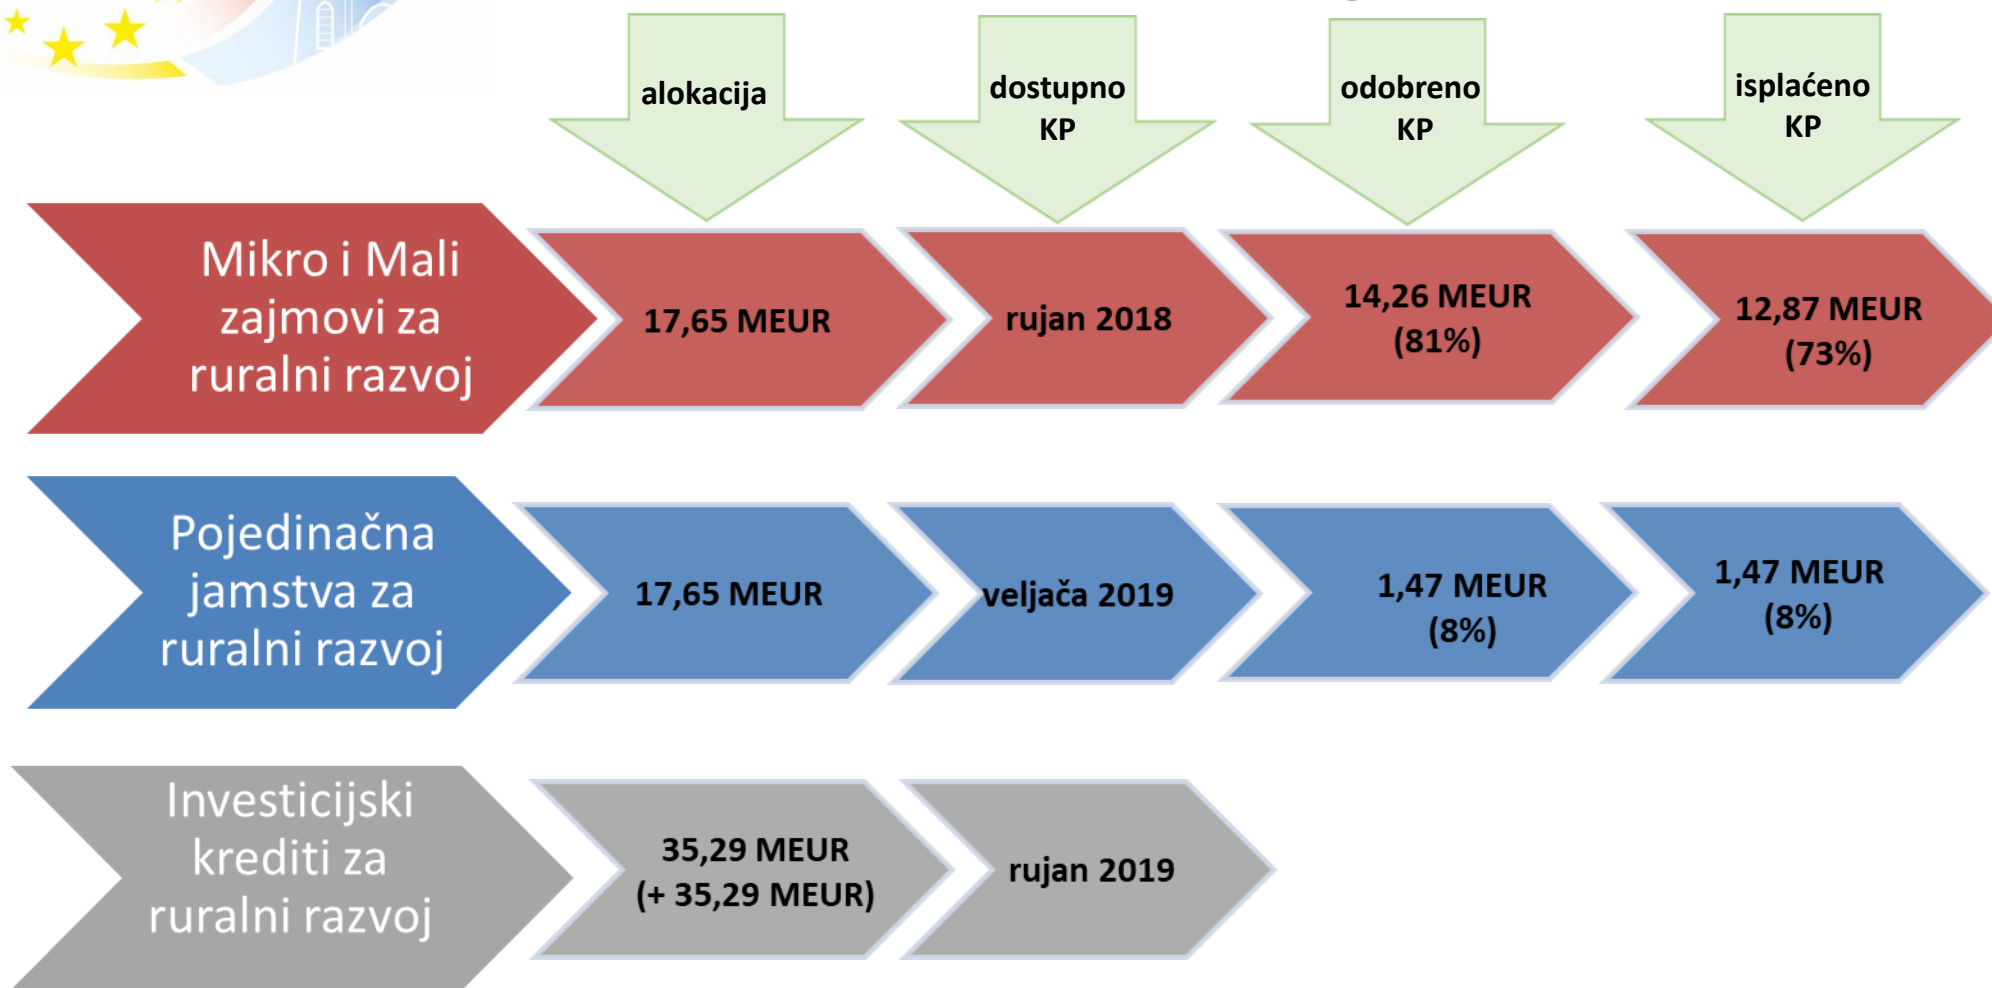 alokacija
dostupno
KP
odobreno
KP
isplaćeno
KP
Mikro i Mali
zajmovi za
ruralni razvoj
17,65 MEUR
rujan 2018
14,26 MEUR
(81%)
12,87 MEUR
(73%)
Pojedinačna
jamstva za
ruralni razvoj
17,65 MEUR
veljača 2019
1,47 MEUR
(8%)
1,47 MEUR
(8%)
Investicijski
krediti za
ruralni razvoj
35,29 MEUR
(+ 35,29 MEUR)
rujan 2019